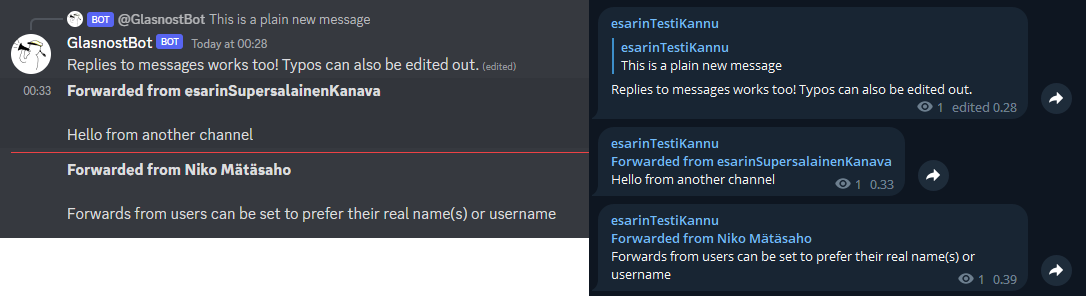 BOT @GlasnostBot This is a plain new message
GlasnostBot BOT Today at 00:28
Replies to messages works too! Typos can also be edited out. (edited)
00:33 Forwarded from esarinSupersalainenKanava
Hello from another channel
Forwarded from Niko Mätäsaho
Forwards from users can be set to prefer their real name(s) or username
esarinTestiKannu
esarinTestiKannu
This is a plain new message
Replies to messages works too! Typos can also be edited out.
1 edited 0.28
esarinTestiKannu
Forwarded from esarinSupersalainenKanava
Hello from another channel
1 0.33
esarinTestiKannu
Forwarded from Niko Mätäsaho
Forwards from users can be set to prefer their real name(s) or
username
1 0.39